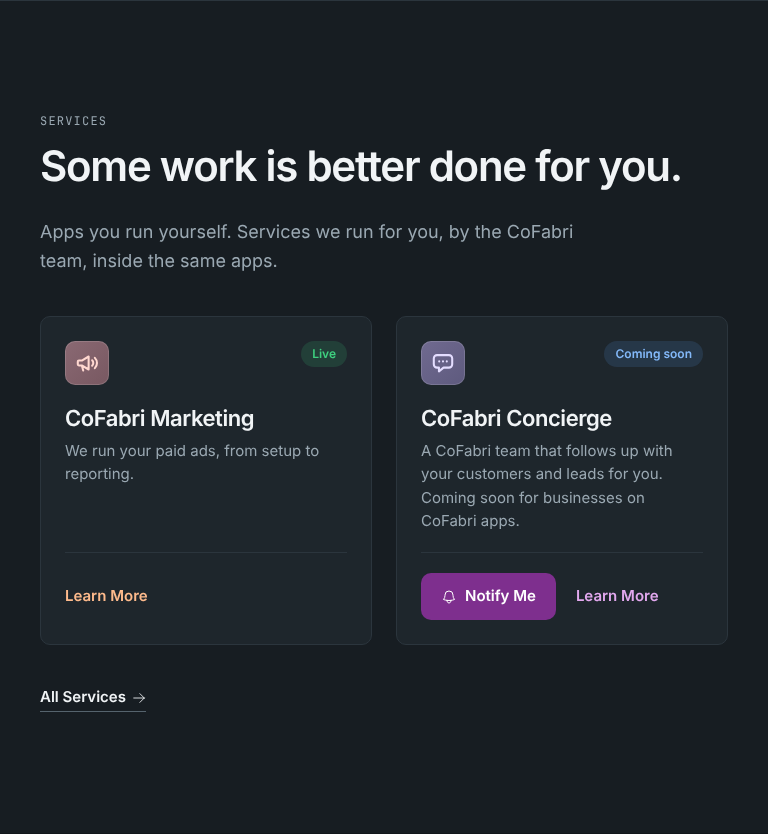 SERVICES
Some work is better done for you.
Apps you run yourself. Services we run for you, by the CoFabri
team, inside the same apps.
Live
CoFabri Marketing
We run your paid ads, from setup to
reporting.
Learn More
Coming soon
CoFabri Concierge
A CoFabri team that follows up with
your customers and leads for you.
Coming soon for businesses on
CoFabri apps.
Notify Me
Learn More
All Services